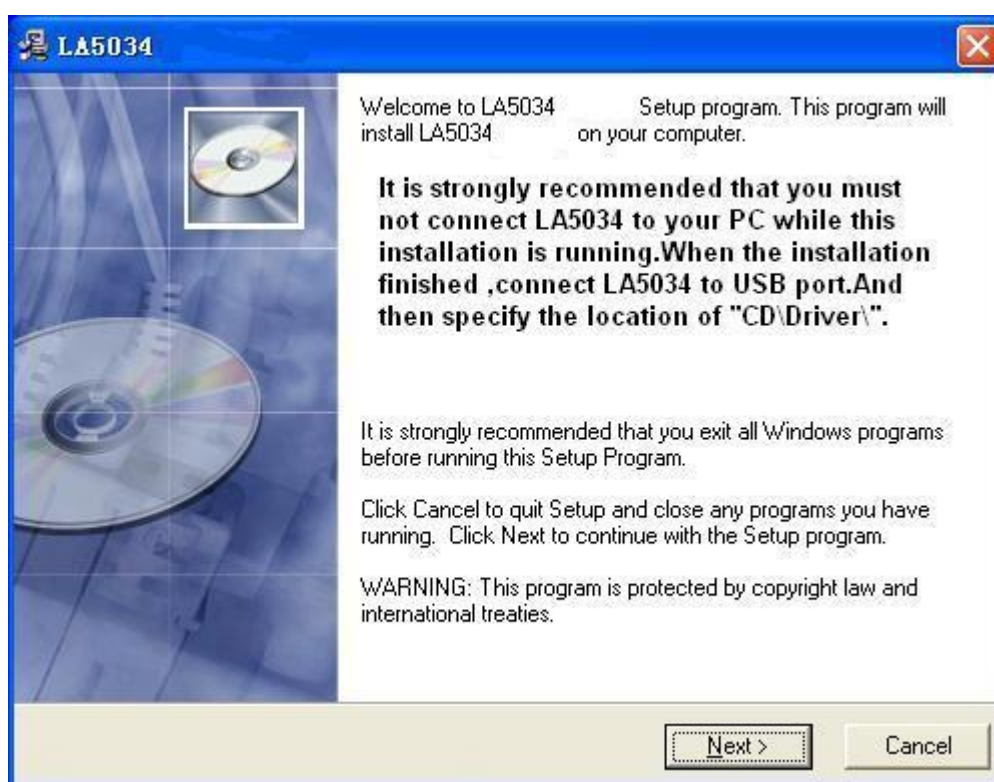 LA5034
Welcome to LA5034 Setup program. This program will
install LA5034 on your computer.
It is strongly recommended that you must
not connect LA5034 to your PC while this
installation is running.When the installation
finished ,connect LA5034 to USB port.And
then specify the location of "CD\Driver\".
It is strongly recommended that you exit all Windows programs
before running this Setup Program.
Click Cancel to quit Setup and close any programs you have
running.  Click Next to continue with the Setup program.
WARNING: This program is protected by copyright law and
international treaties.
Next > Cancel